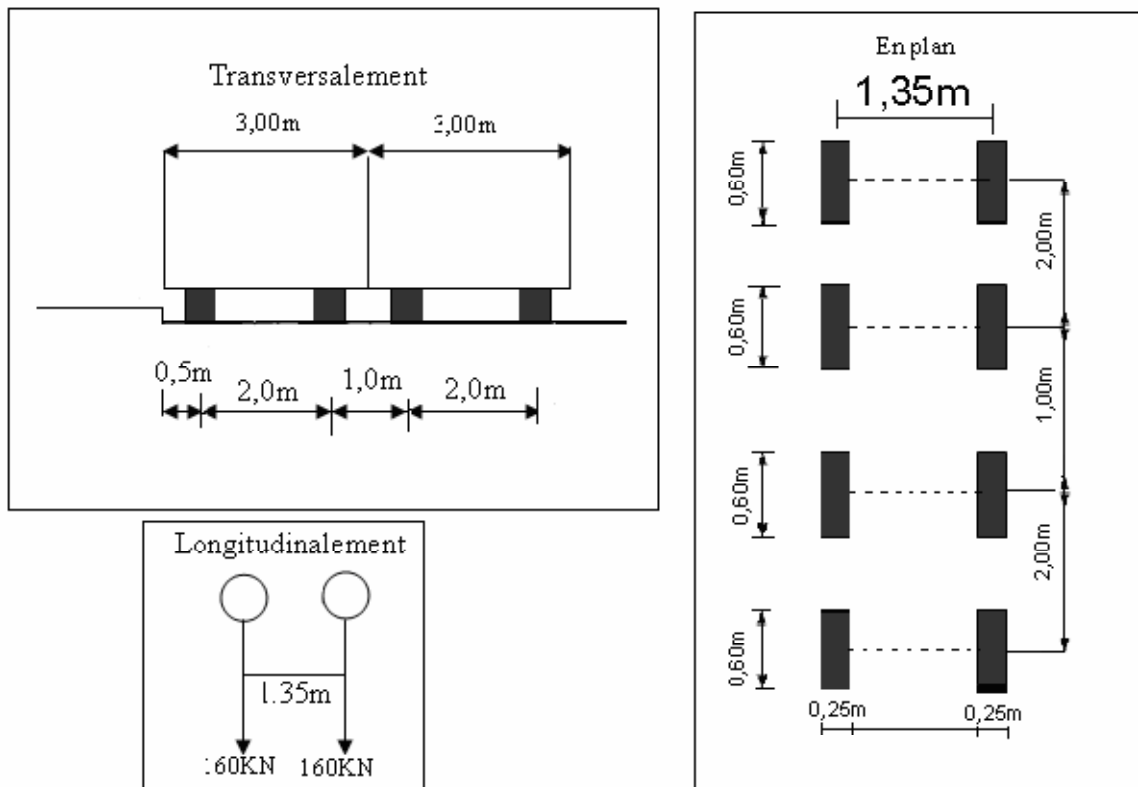 Transversalement
3,00m 3,00m
0,5m 2,0m 1,0m 2,0m
Longitudinalement
1.35m
160KN 160KN
En plan
1,35m
0,60m
2,00m
0,60m
1,00m
0,60m
2,00m
0,60m
0,25m 0,25m